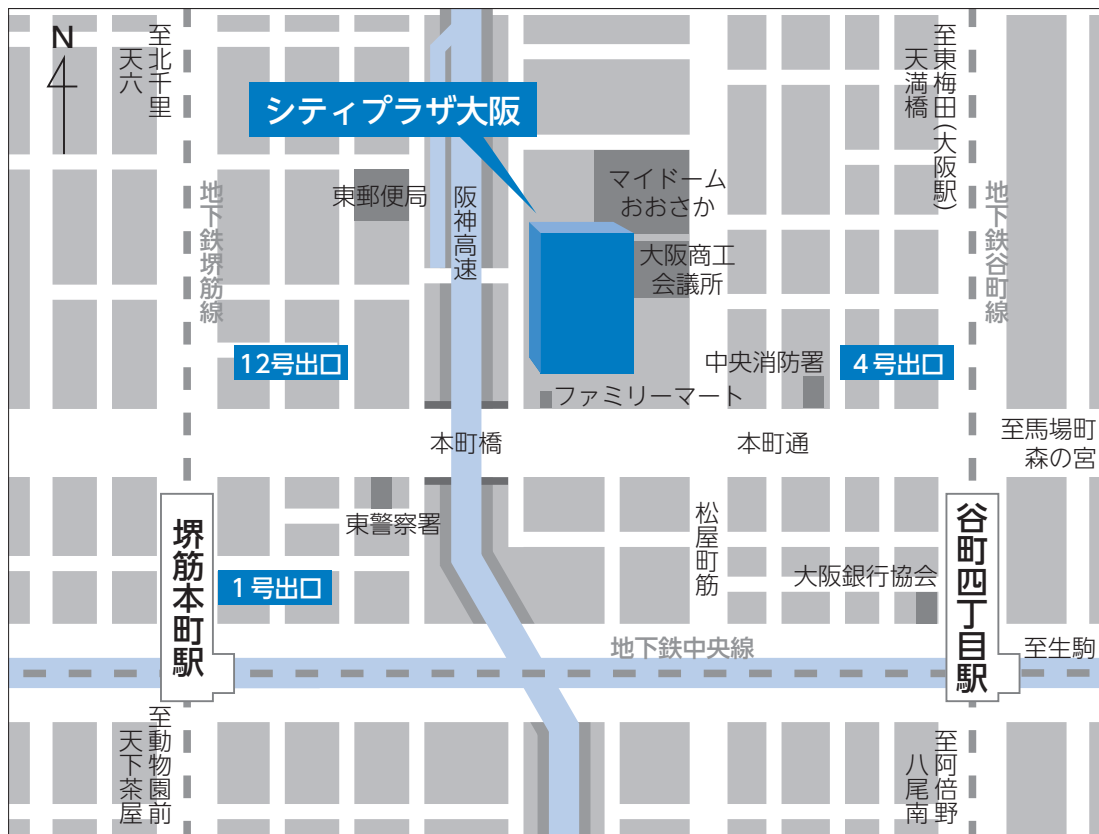 N
至北千里
天六
シティプラザ大阪
至東梅田(大阪駅)
天満橋
地下鉄堺筋線
東郵便局
阪神高速
マイドーム
おおさか
大阪商工
会議所
地下鉄谷町線
12号出口
中央消防署
4号出口
ファミリーマート
本町橋
本町通
至馬場町
森の宮
堺筋本町駅
東警察署
松屋町筋
谷町四丁目駅
1号出口
大阪銀行協会
地下鉄中央線
至生駒
至動物園前
天下茶屋
至阿倍野
八尾南